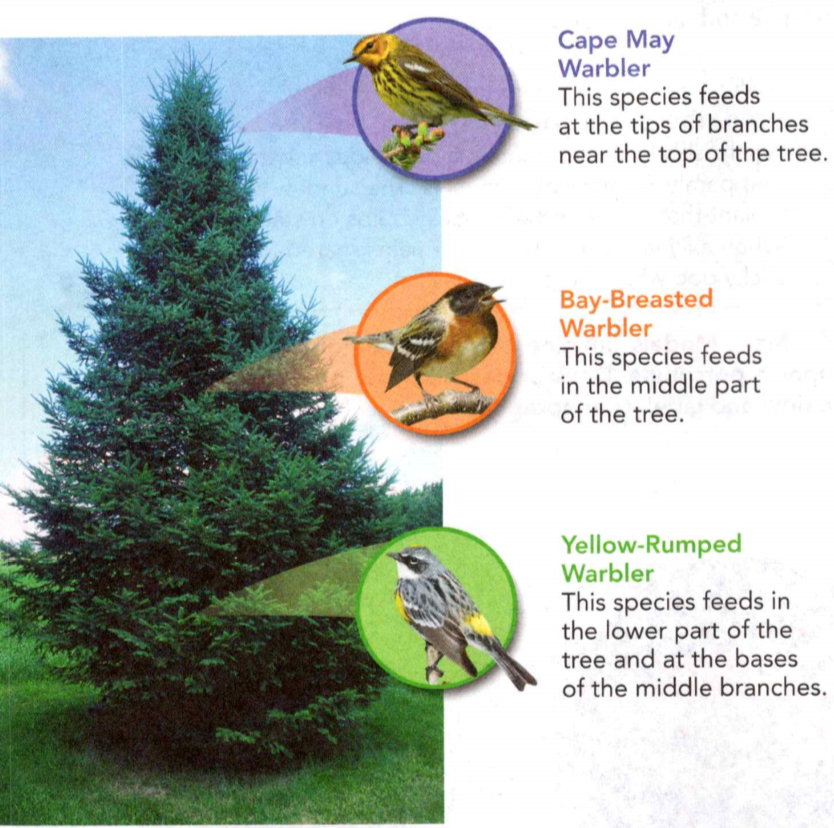 Cape May
Warbler
This species feeds
at the tips of branches
near the top of the tree.
Bay-Breasted
Warbler
This species feeds
in the middle part
of the tree.
Yellow-Rumped
Warbler
This species feeds in
the lower part of the
tree and at the bases
of the middle branches.